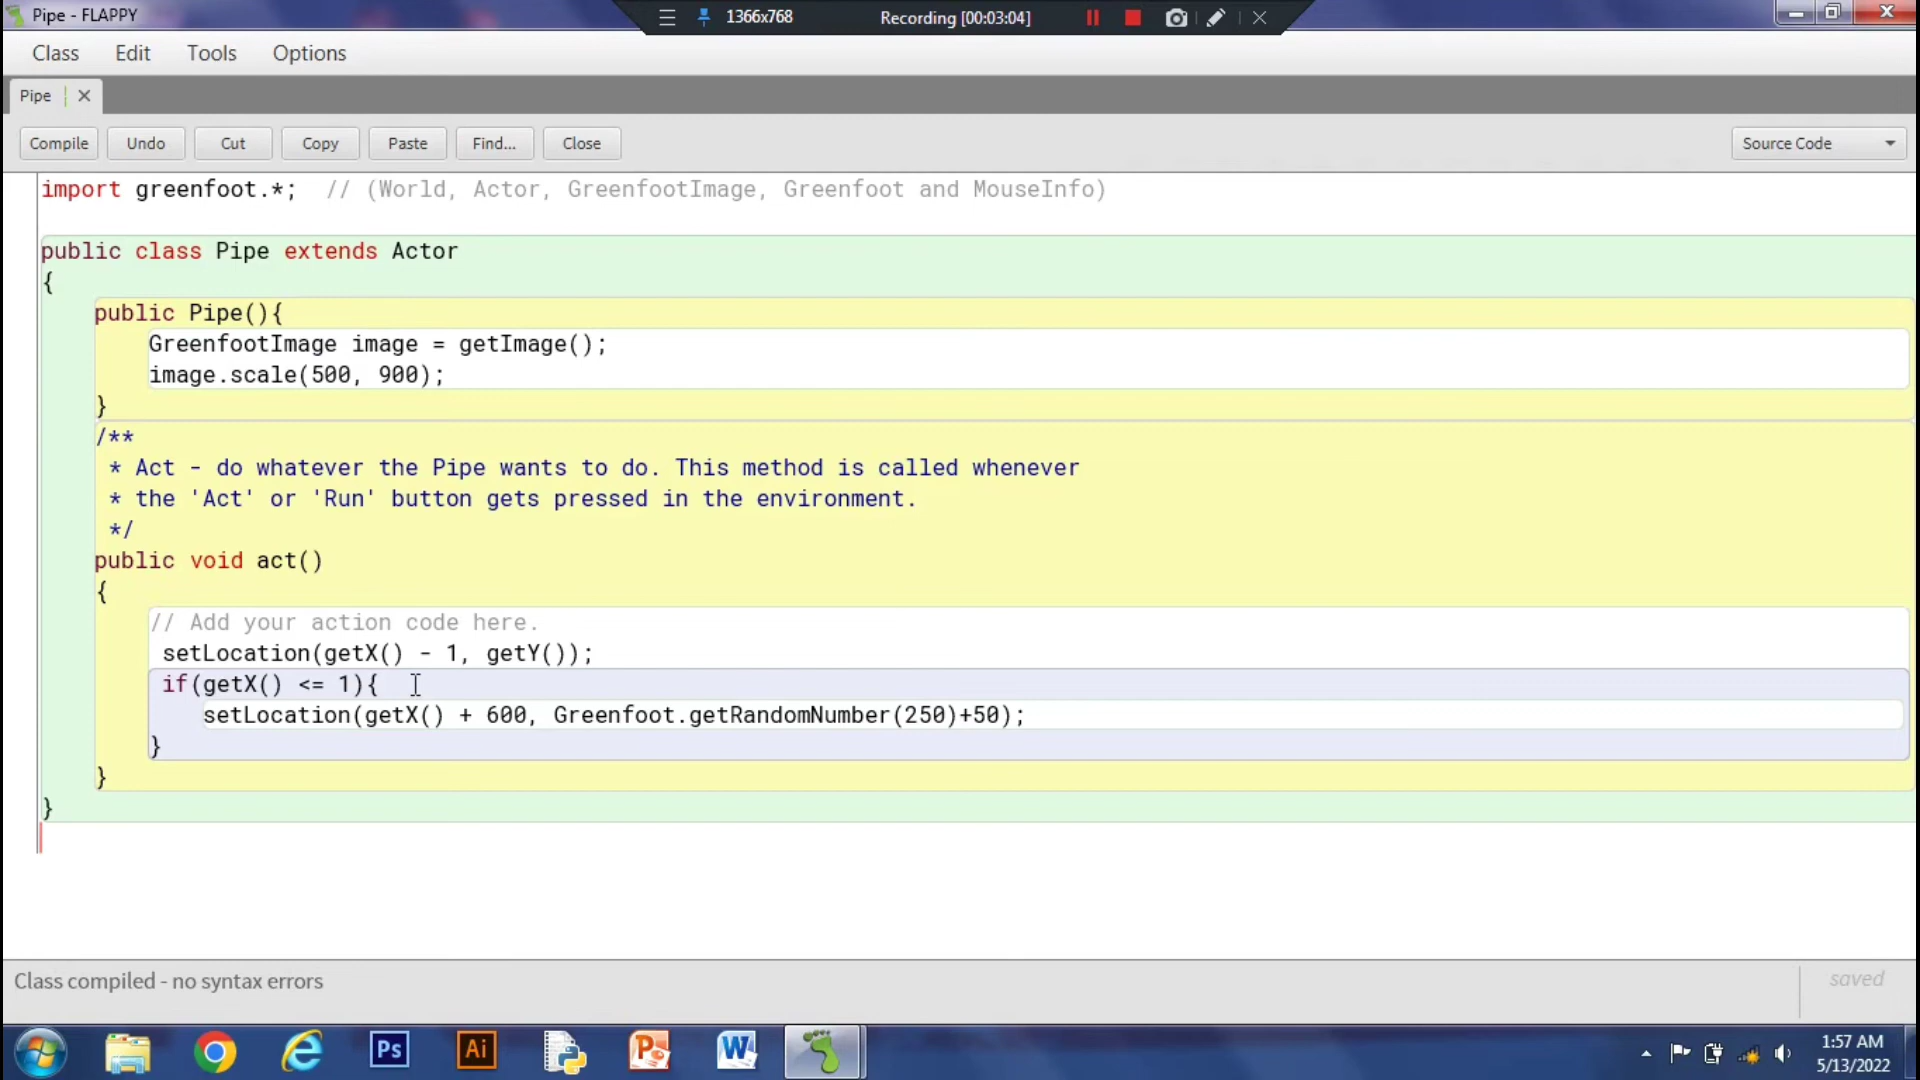 Pipe - FLAPPY
1366x768 Recording [00:03:04]
Class Edit Tools Options
Pipe
Compile Undo Cut Copy Paste Find... Close Source Code
import greenfoot.*;  // (World, Actor, GreenfootImage, Greenfoot and MouseInfo)
public class Pipe extends Actor
{
public Pipe(){
GreenfootImage image = getImage();
image.scale(500, 900);
}
/**
* Act - do whatever the Pipe wants to do. This method is called whenever
* the 'Act' or 'Run' button gets pressed in the environment.
*/
public void act()
{
// Add your action code here.
setLocation(getX() - 1, getY());
if(getX() <= 1){
setLocation(getX() + 600, Greenfoot.getRandomNumber(250)+50);
}
}
}
Class compiled - no syntax errors
saved
Ps Ai P W
1:57 AM
5/13/2022